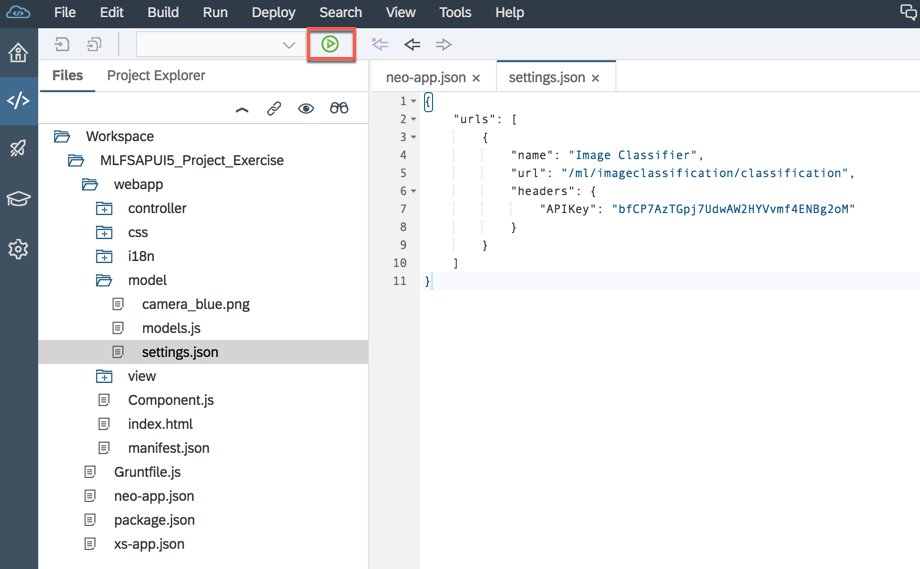 File Edit Build Run Deploy Search View Tools Help
Files Project Explorer
Workspace
MLFSAPUI5_Project_Exercise
webapp
controller
css
i18n
model
camera_blue.png
models.js
settings.json
view
Component.js
index.html
manifest.json
Gruntfile.js
neo-app.json
package.json
xs-app.json
neo-app.json × settings.json ×
1 {
2 "urls": [
3 {
4 "name": "Image Classifier",
5 "url": "/ml/imageclassification/classification",
6 "headers": {
7 "APIKey": "bfCP7AzTGpj7UdwAW2HYVvmf4ENBg2oM"
8 }
9 }
10 ]
11 }